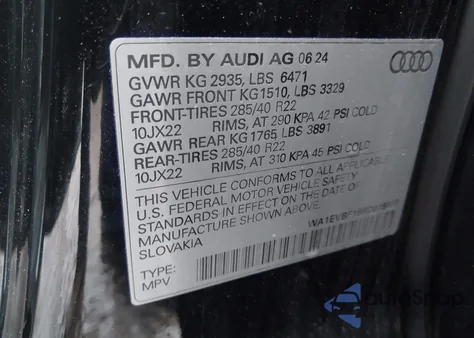 MFD. BY AUDI AG 06 24
GVWR KG 2935, LBS 6471
GAWR FRONT KG1510, LBS 3329
FRONT-TIRES 285/40 R22
10JX22 RIMS, AT 290 KPA 42 PSI COLD
GAWR REAR KG 1765 LBS 3891
REAR-TIRES 285/40 R22
10JX22 RIMS, AT 310 KPA 45 PSI COLD
THIS VEHICLE CONFORMS TO ALL APPLICABLE
U.S. FEDERAL MOTOR VEHICLE SAFETY
STANDARDS IN EFFECT ON THE DATE OF
MANUFACTURE SHOWN ABOVE.
SLOVAKIA
TYPE:
MPV
AutoSnap